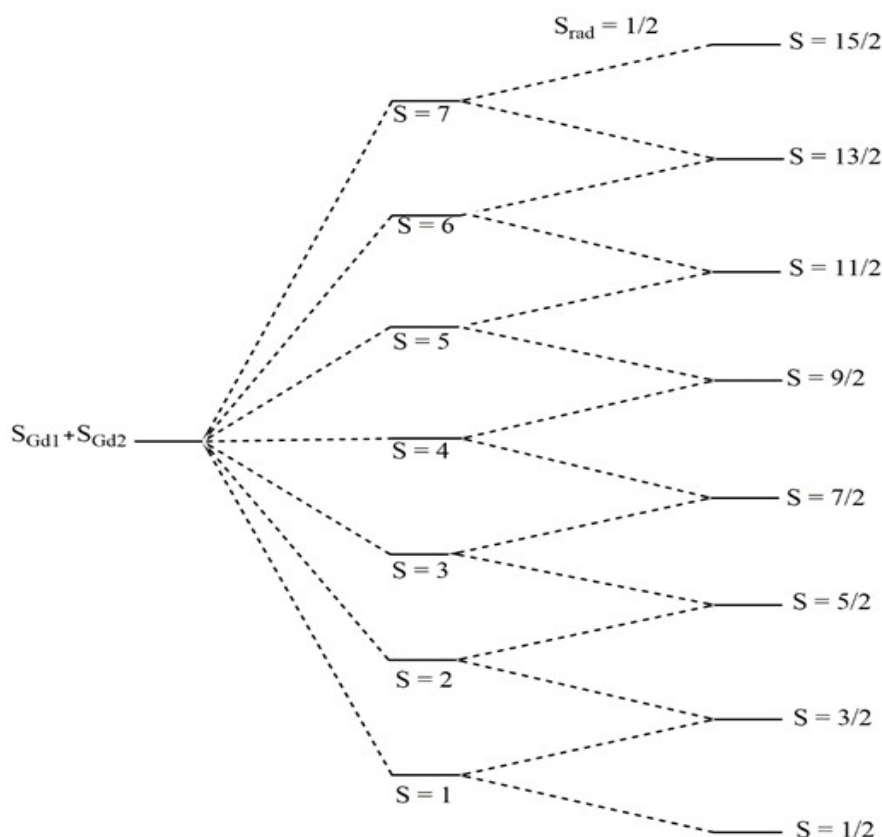 S_rad = 1/2
S = 15/2
S = 7
S = 13/2
S = 6
S = 11/2
S = 5
S = 9/2
S_Gd1+S_Gd2
S = 4
S = 7/2
S = 3
S = 5/2
S = 2
S = 3/2
S = 1
S = 1/2